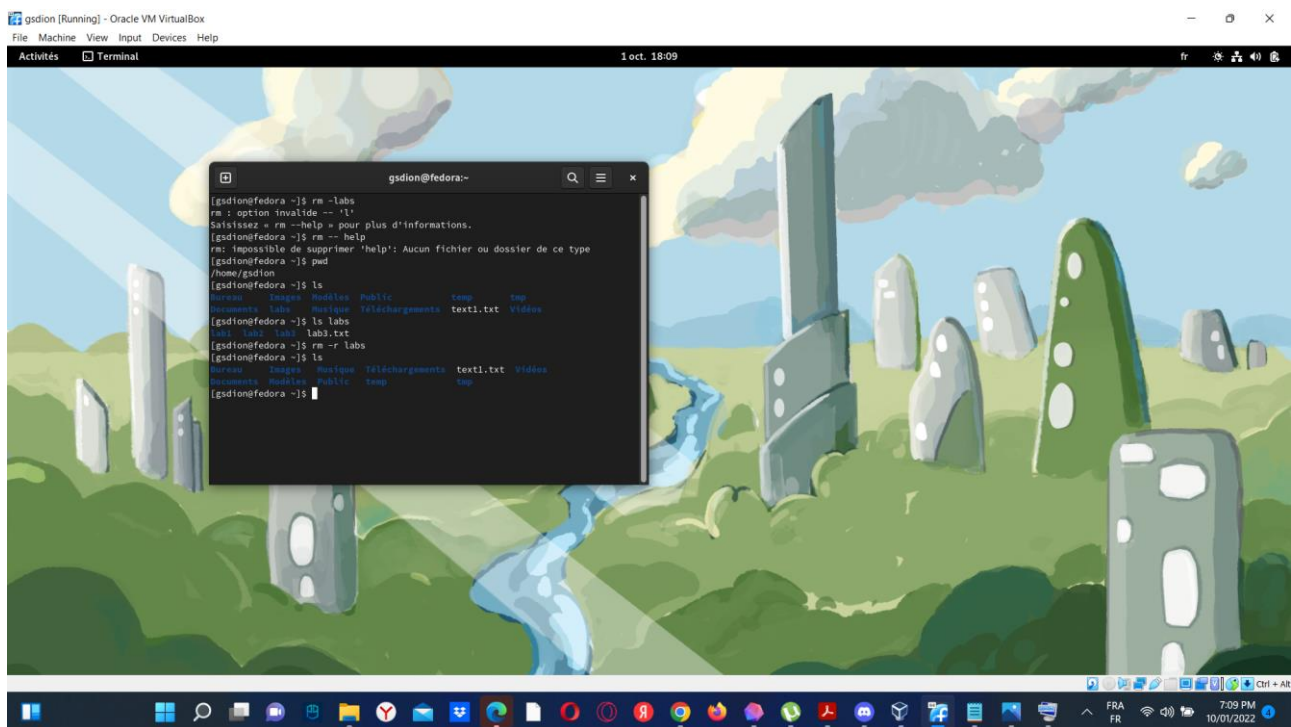 gsdion [Running] - Oracle VM VirtualBox
File Machine View Input Devices Help
Activités Terminal 1 oct. 18:09 fr
gsdion@fedora:~
[gsdion@fedora ~]$ rm -labs
rm : option invalide -- 'l'
Saisissez « rm --help » pour plus d'informations.
[gsdion@fedora ~]$ rm -- help
rm: impossible de supprimer 'help': Aucun fichier ou dossier de ce type
[gsdion@fedora ~]$ pwd
/home/gsdion
[gsdion@fedora ~]$ ls
Bureau Images Modèles Public temp tmp
Documents labs Musique Téléchargements text1.txt Vidéos
[gsdion@fedora ~]$ ls labs
lab1 lab2 lab3 lab3.txt
[gsdion@fedora ~]$ rm -r labs
[gsdion@fedora ~]$ ls
Bureau Images Musique Téléchargements text1.txt Vidéos
Documents Modèles Public temp tmp
[gsdion@fedora ~]$
Ctrl + Alt
FRA 7:09 PM
FR 10/01/2022 4